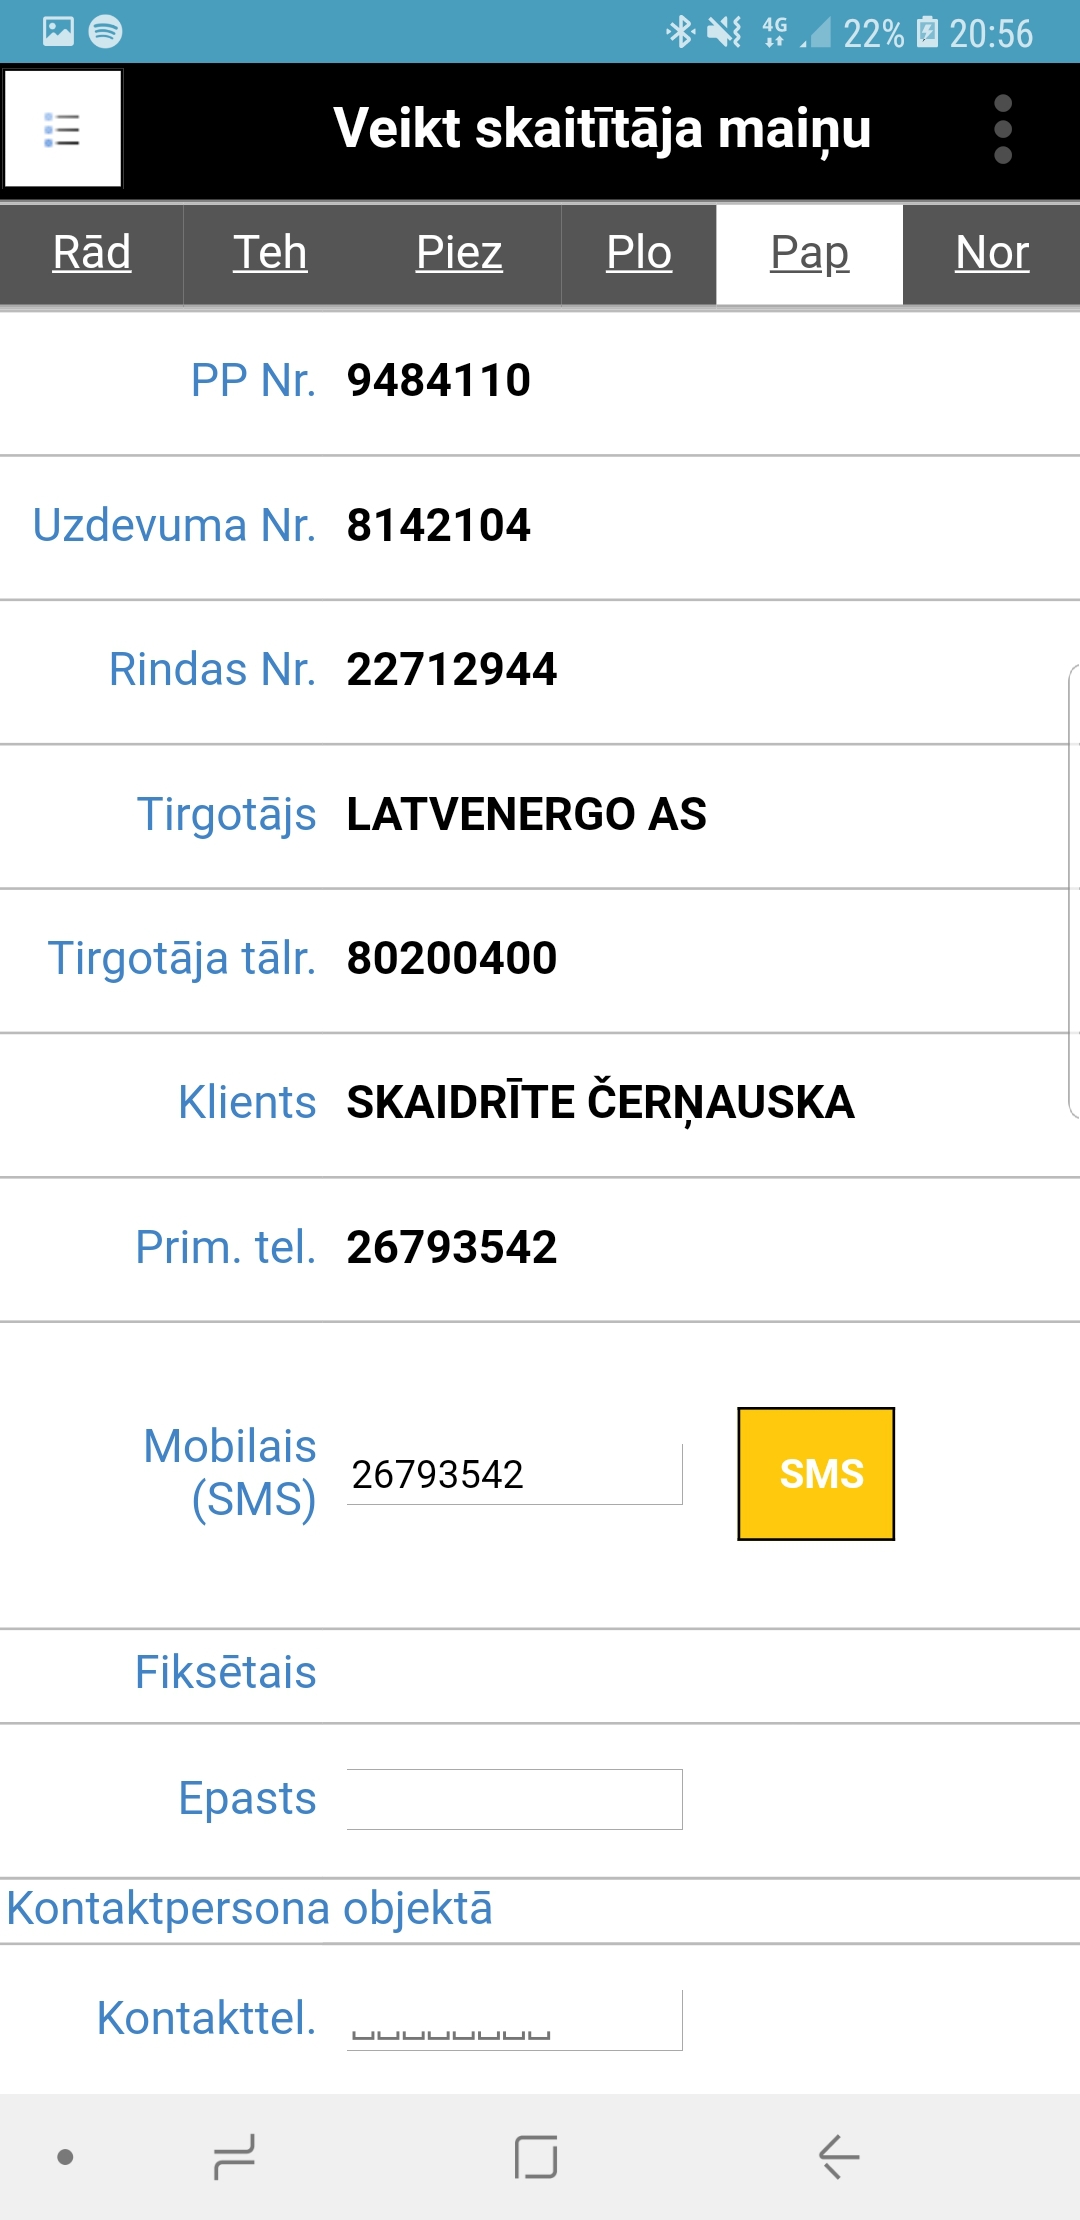 4G 22% 20:56
Veikt skaitītāja maiņu
Rād Teh Piez Plo Pap Nor
PP Nr. 9484110
Uzdevuma Nr. 8142104
Rindas Nr. 22712944
Tirgotājs LATVENERGO AS
Tirgotāja tālr. 80200400
Klients SKAIDRĪTE ČERŅAUSKA
Prim. tel. 26793542
Mobilais
(SMS) 26793542 SMS
Fiksētais
Epasts
Kontaktpersona objektā
Kontakttel.